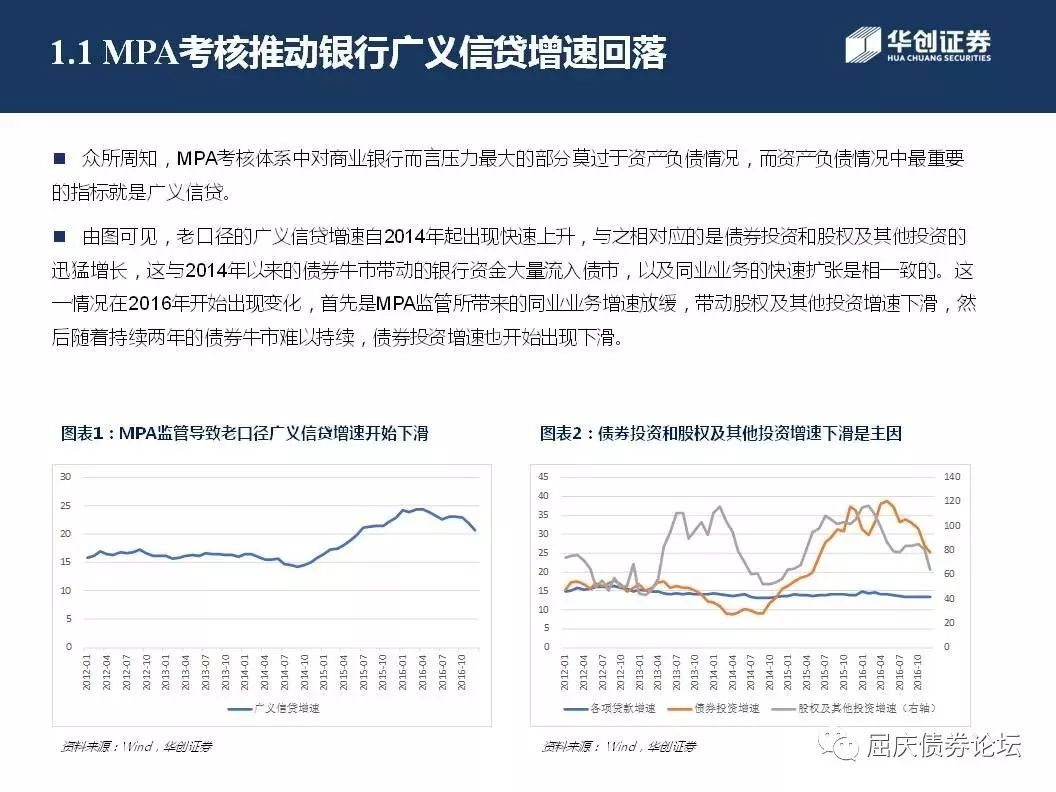 1.1 MPA考核推动银行广义信贷增速回落
华创证券
HUA CHUANG SECURITIES
■ 众所周知，MPA考核体系中对商业银行而言压力最大的部分莫过于资产负债情况，而资产负债情况中最重要
的指标就是广义信贷。
■ 由图可见，老口径的广义信贷增速自2014年起出现快速上升，与之相对应的是债券投资和股权及其他投资的
迅猛增长，这与2014年以来的债券牛市带动的银行资金大量流入债市，以及同业业务的快速扩张是相一致的。这
一情况在2016年开始出现变化，首先是MPA监管所带来的同业业务增速放缓，带动股权及其他投资增速下滑，然
后随着持续两年的债券牛市难以持续，债券投资增速也开始出现下滑。
图表1：MPA监管导致老口径广义信贷增速开始下滑
30
25
20
15
10
5
0
2012-01 2012-04 2012-07 2012-10 2013-01 2013-04 2013-07 2013-10 2014-01 2014-04 2014-07 2014-10 2015-01 2015-04 2015-07 2015-10 2016-01 2016-04 2016-07 2016-10
广义信贷增速
资料来源：Wind，华创证券
图表2：债券投资和股权及其他投资增速下滑是主因
45
40
35
30
25
20
15
10
5
0
140
120
100
80
60
40
20
0
2012-01 2012-04 2012-07 2012-10 2013-01 2013-04 2013-07 2013-10 2014-01 2014-04 2014-07 2014-10 2015-01 2015-04 2015-07 2015-10 2016-01 2016-04 2016-07 2016-10
各项贷款增速 债券投资增速 股权及其他投资增速（右轴）
资料来源：Wind，华创证券
屈庆债券论坛